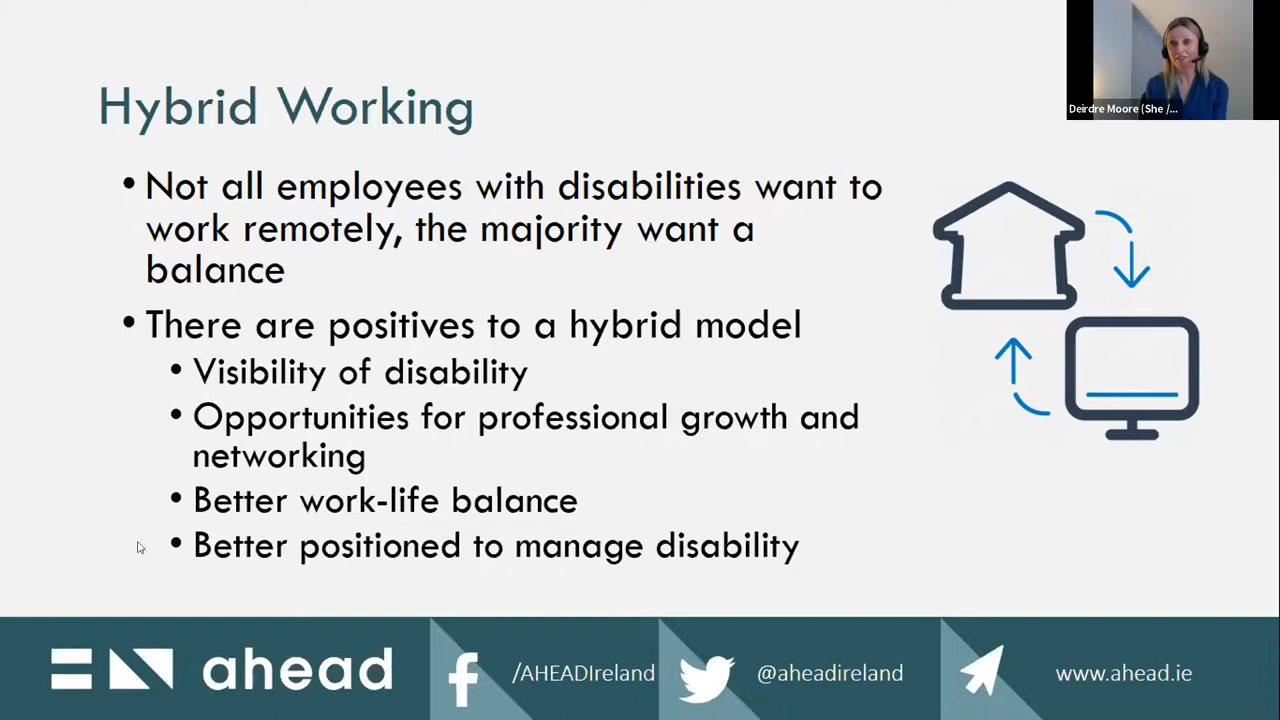 Deirdre Moore (She /...
Hybrid Working
• Not all employees with disabilities want to
work remotely, the majority want a
balance
• There are positives to a hybrid model
• Visibility of disability
• Opportunities for professional growth and
networking
• Better work-life balance
• Better positioned to manage disability
ahead
/AHEADIreland
@aheadireland
www.ahead.ie